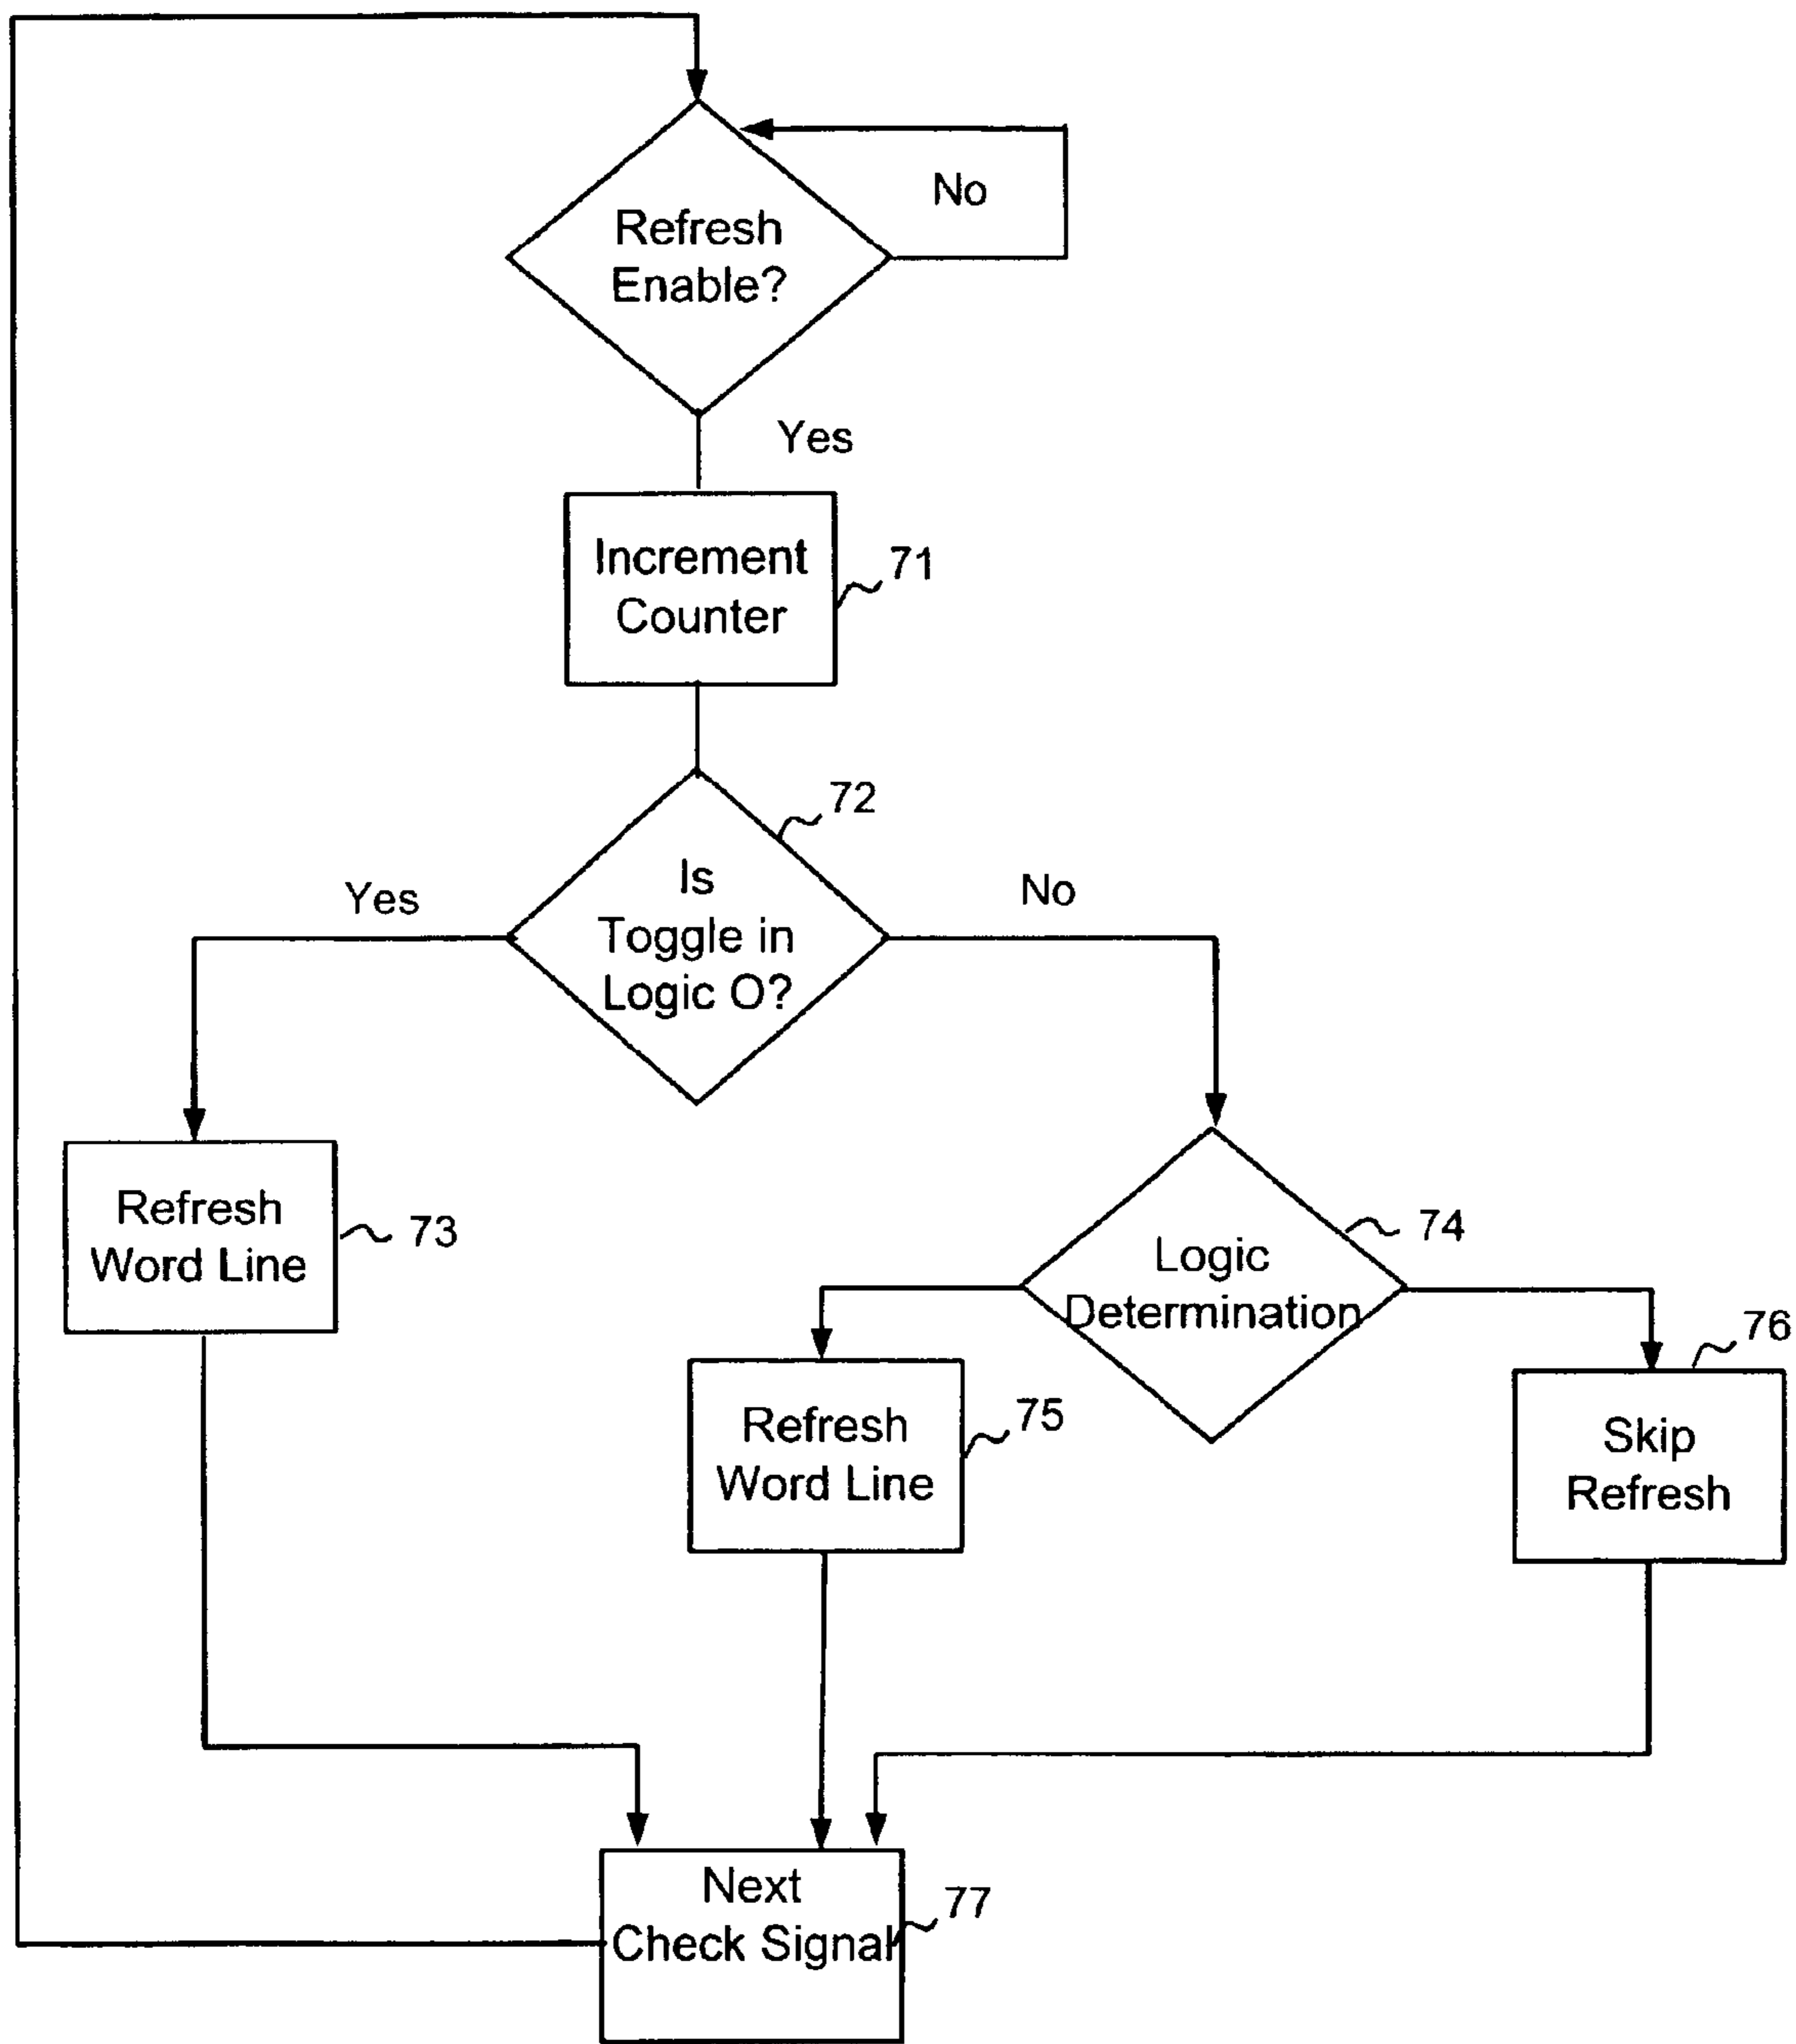 No
Refresh
Enable?
Yes
Increment
Counter
71
72
Is
Toggle in
Logic O?
Yes
No
Refresh
Word Line
73
Logic
Determination
74
Refresh
Word Line
75
76
Skip
Refresh
Next
Check Signal
77